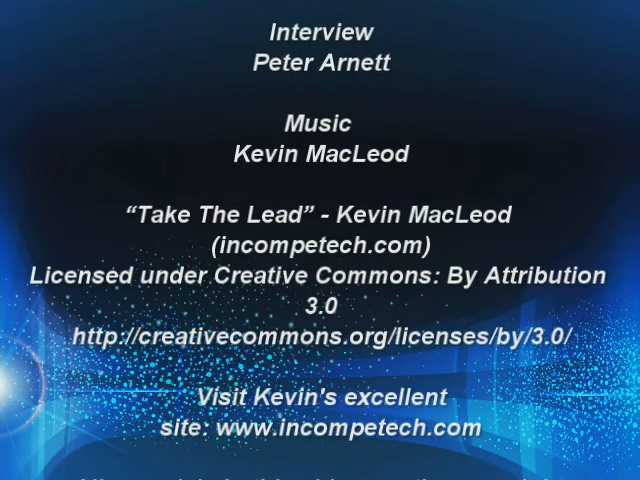 Interview
Peter Arnett
Music
Kevin MacLeod
“Take The Lead” - Kevin MacLeod
(incompetech.com)
Licensed under Creative Commons: By Attribution
3.0
http://creativecommons.org/licenses/by/3.0/
Visit Kevin's excellent
site: www.incompetech.com